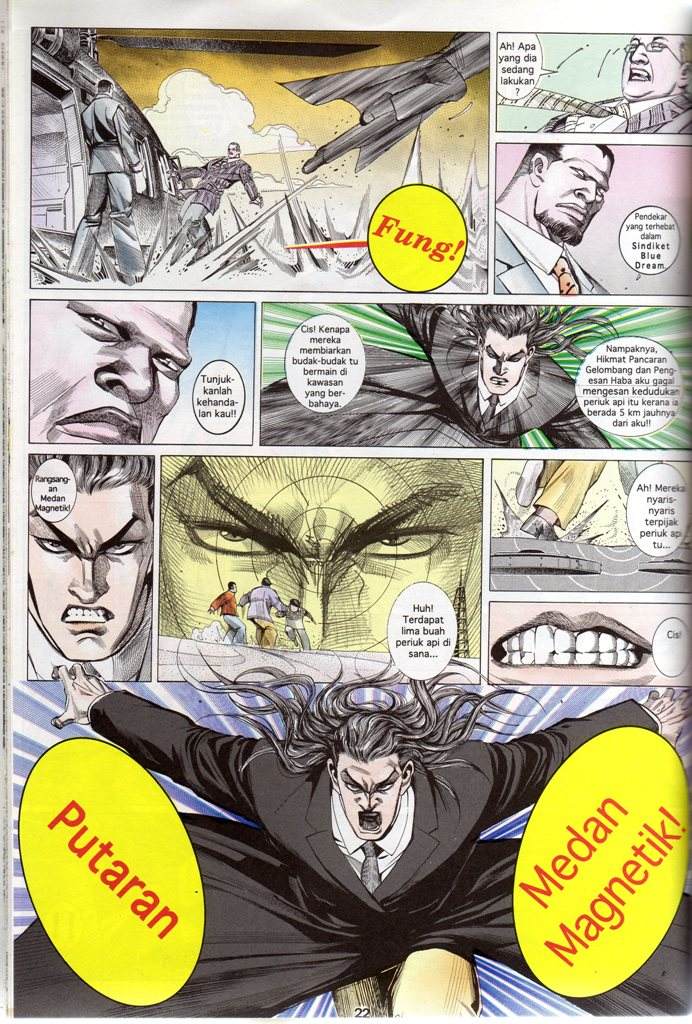 Fung!
Ah! Apa
yang dia
sedang
lakukan
?
Pendekar
yang terhebat
dalam
Sindiket
Blue
Dream.
Tunjuk-
kanlah
kehanda-
lan kau!!
Cis! Kenapa
mereka
membiarkan
budak-budak tu
bermain di
kawasan
yang ber-
bahaya.
Nampaknya,
Hikmat Pancaran
Gelombang dan Peng-
esan Haba aku gagal
mengesan kedudukan
periuk api itu kerana ia
berada 5 km jauhnya
dari aku!!
Rangsang-
an
Medan
Magnetik!
Huh!
Terdapat
lima buah
periuk api di
sana...
Ah! Mereka
nyaris-
nyaris
terpijak
periuk api
tu...
Cis!
Putaran
Medan
Magnetik!
22